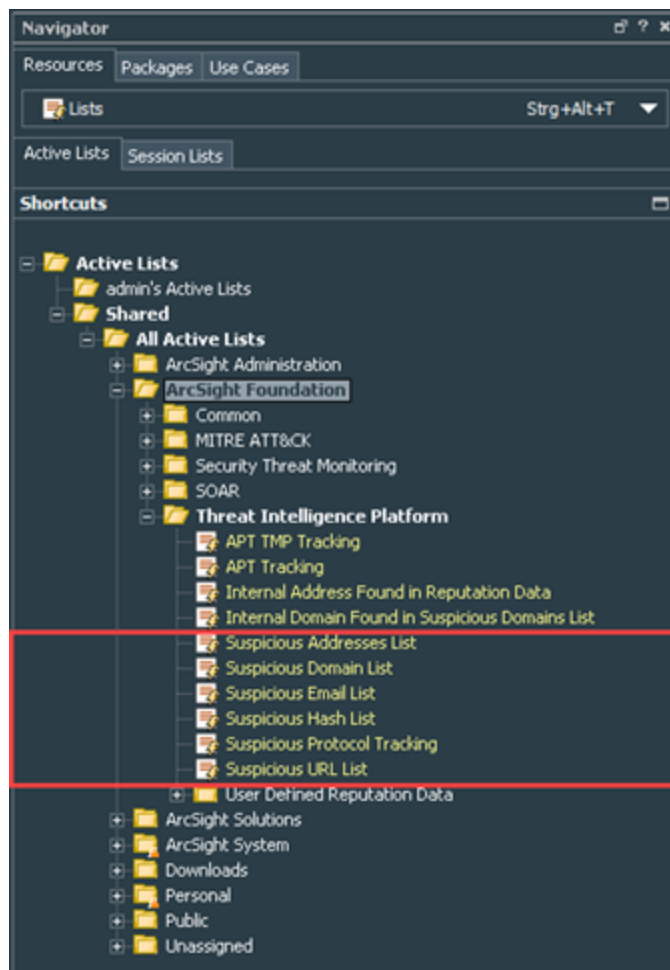 Navigator ?
Resources Packages Use Cases
Lists Strg+Alt+T
Active Lists Session Lists
Shortcuts
Active Lists
admin's Active Lists
Shared
All Active Lists
ArcSight Administration
ArcSight Foundation
Common
MITRE ATT&CK
Security Threat Monitoring
SOAR
Threat Intelligence Platform
APT TMP Tracking
APT Tracking
Internal Address Found in Reputation Data
Internal Domain Found in Suspicious Domains List
Suspicious Addresses List
Suspicious Domain List
Suspicious Email List
Suspicious Hash List
Suspicious Protocol Tracking
Suspicious URL List
User Defined Reputation Data
ArcSight Solutions
ArcSight System
Downloads
Personal
Public
Unassigned